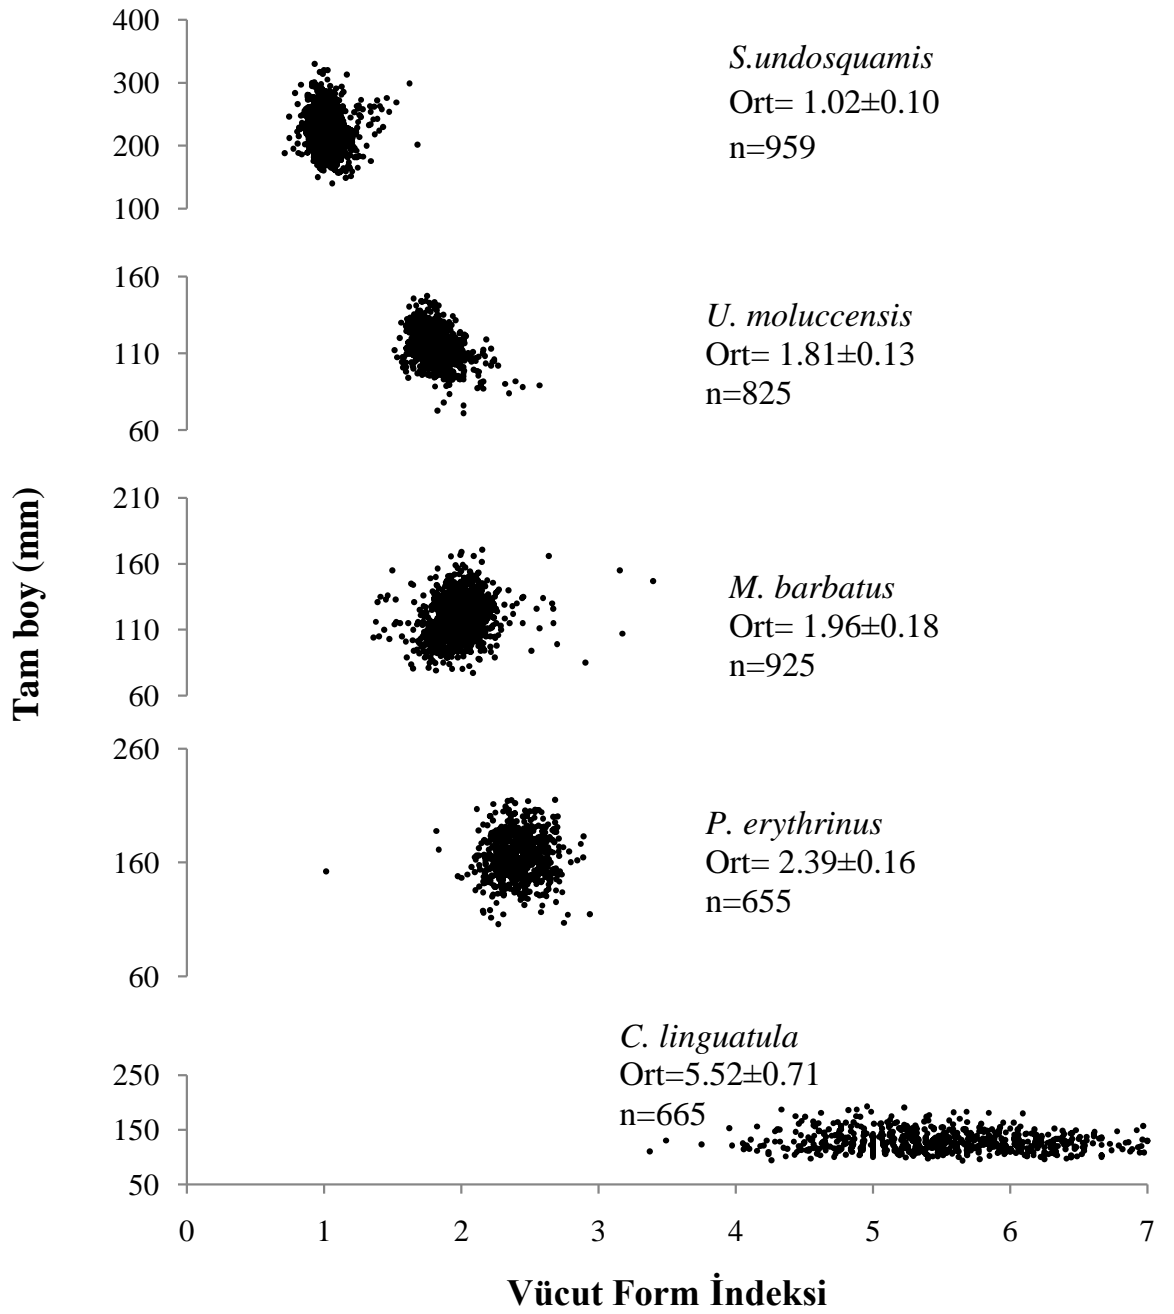 400
300
200
100
S.undosquamis
Ort= 1.02±0.10
n=959
160
110
60
U. moluccensis
Ort= 1.81±0.13
n=825
Tam boy (mm)
210
160
110
60
M. barbatus
Ort= 1.96±0.18
n=925
260
160
60
P. erythrinus
Ort= 2.39±0.16
n=655
C. linguatula
Ort=5.52±0.71
n=665
250
150
50
0 1 2 3 4 5 6 7
Vücut Form İndeksi